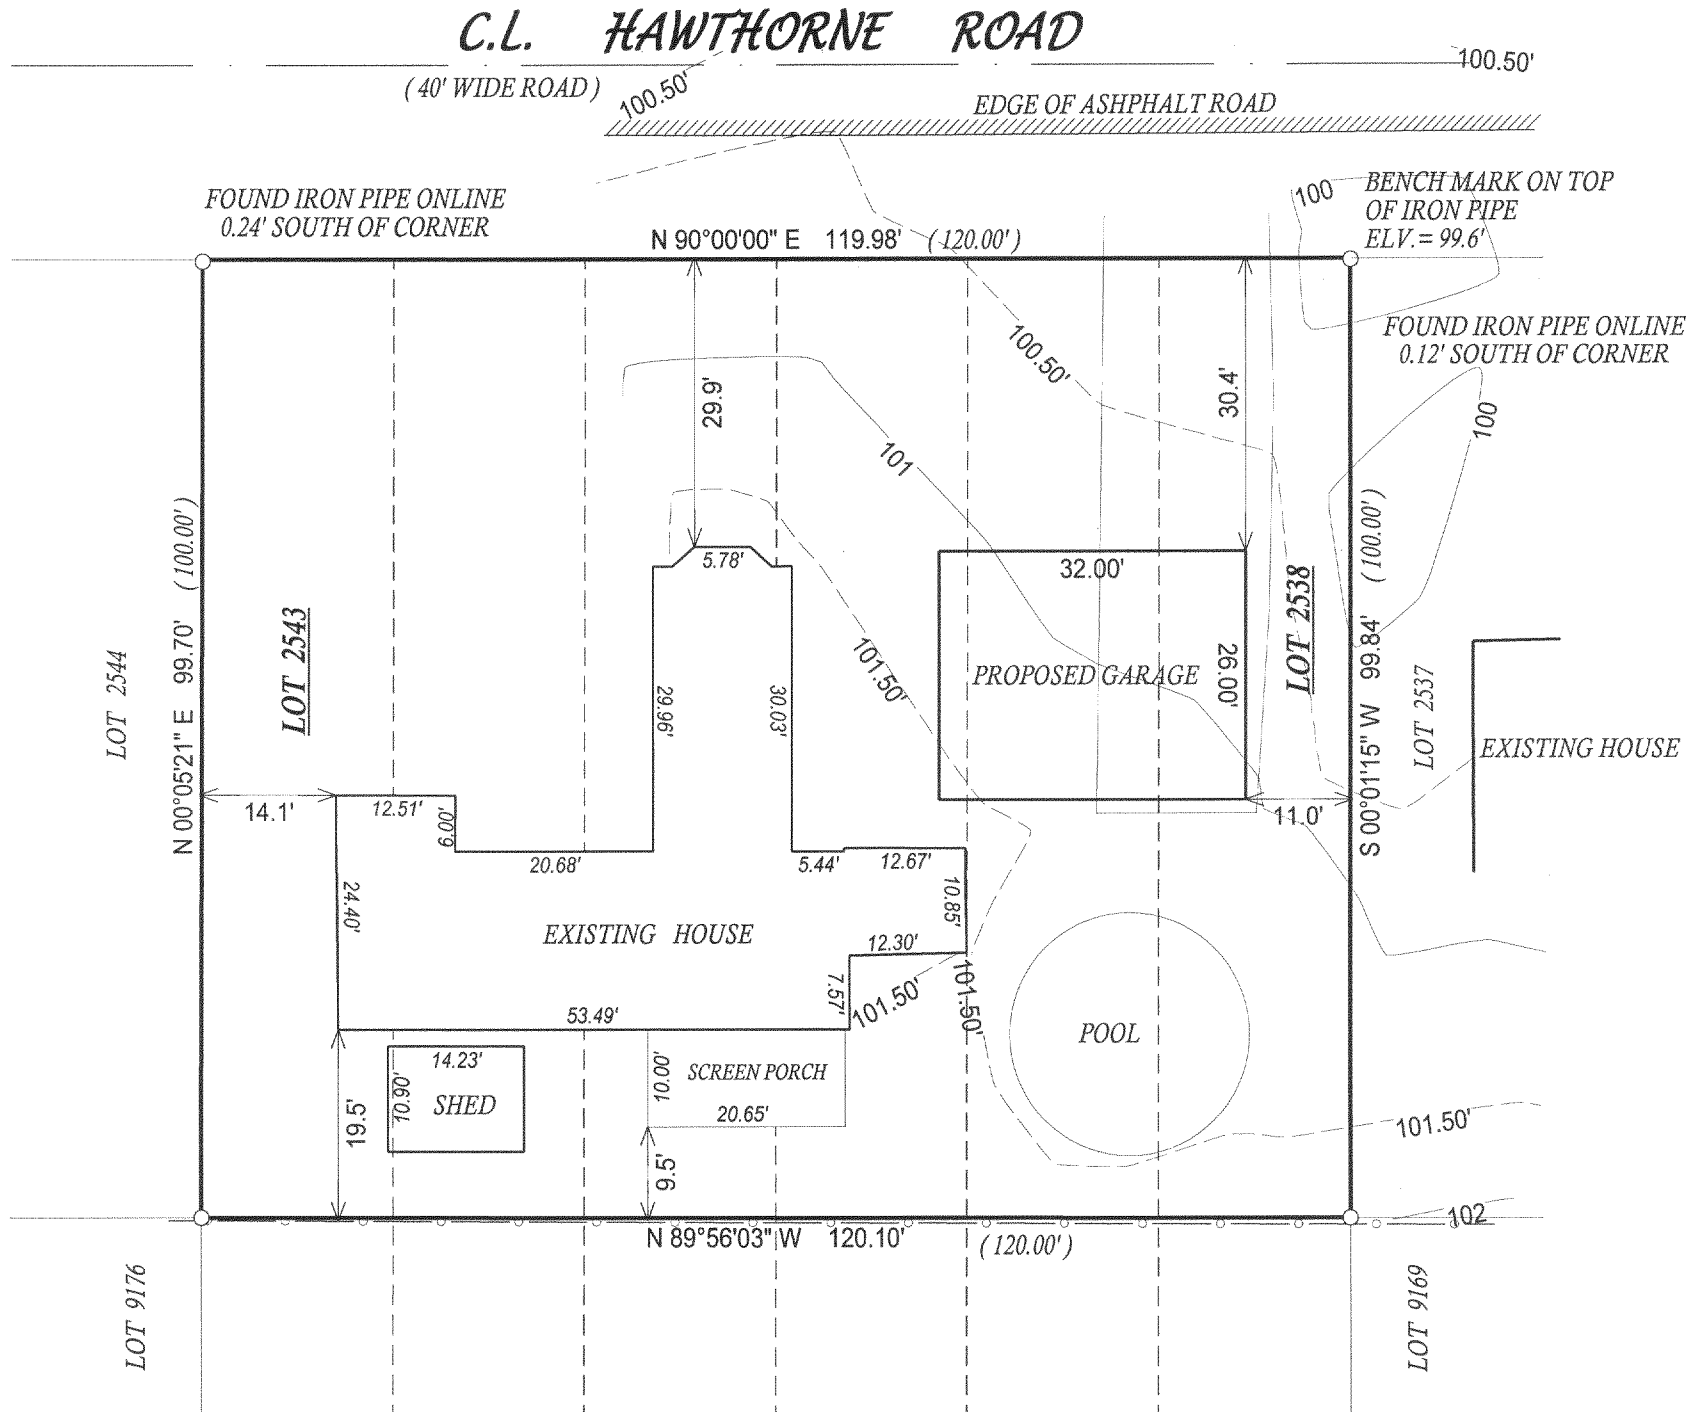 C.L. HAWTHORNE ROAD
100.50'
(40' WIDE ROAD)
100.50'
EDGE OF ASHPHALT ROAD
FOUND IRON PIPE ONLINE
0.24' SOUTH OF CORNER
100
BENCH MARK ON TOP
OF IRON PIPE
ELV. = 99.6'
N 90°00'00" E 119.98' (120.00')
FOUND IRON PIPE ONLINE
0.12' SOUTH OF CORNER
100.50'
29.9'
30.4'
100
101
N 00°05'21" E 99.70' (100.00')
S 00°01'15" W 99.84' (100.00')
5.78'
32.00'
LOT 2544
LOT 2543
LOT 2538
LOT 2537
101.50'
PROPOSED GARAGE
26.00'
29.96'
30.03'
EXISTING HOUSE
14.1'
12.51'
6.00'
11.0'
20.68'
5.44'
12.67'
24.40'
10.85'
EXISTING HOUSE
12.30'
7.57'
101.50'
101.50'
53.49'
POOL
14.23'
10.90'
SHED
19.5'
10.00'
SCREEN PORCH
20.65'
9.5'
101.50'
102
N 89°56'03" W 120.10' (120.00')
LOT 9176
LOT 9169